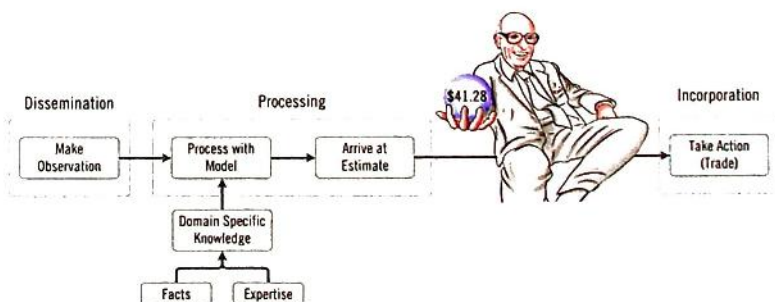 Dissemination
Processing
Incorporation
$41.28
Make
Observation
Process with
Model
Arrive at
Estimate
Take Action
(Trade)
Domain Specific
Knowledge
Facts
Expertise